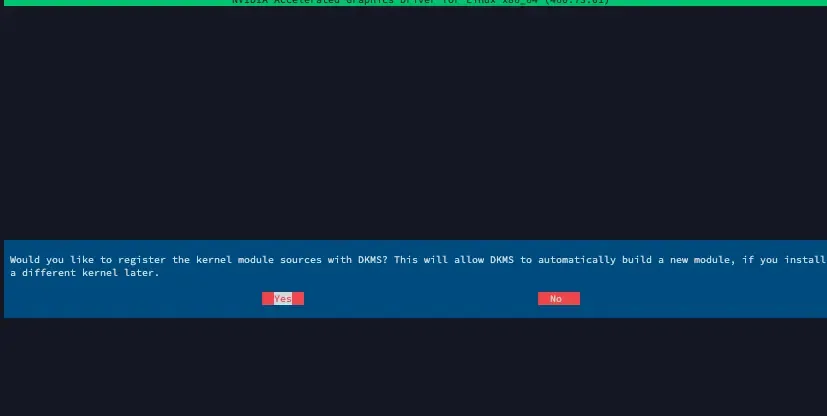 NVIDIA Accelerated Graphics Driver for Linux-x86_64 (460.73.01)
Would you like to register the kernel module sources with DKMS? This will allow DKMS to automatically build a new module, if you install
a different kernel later.
Yes No